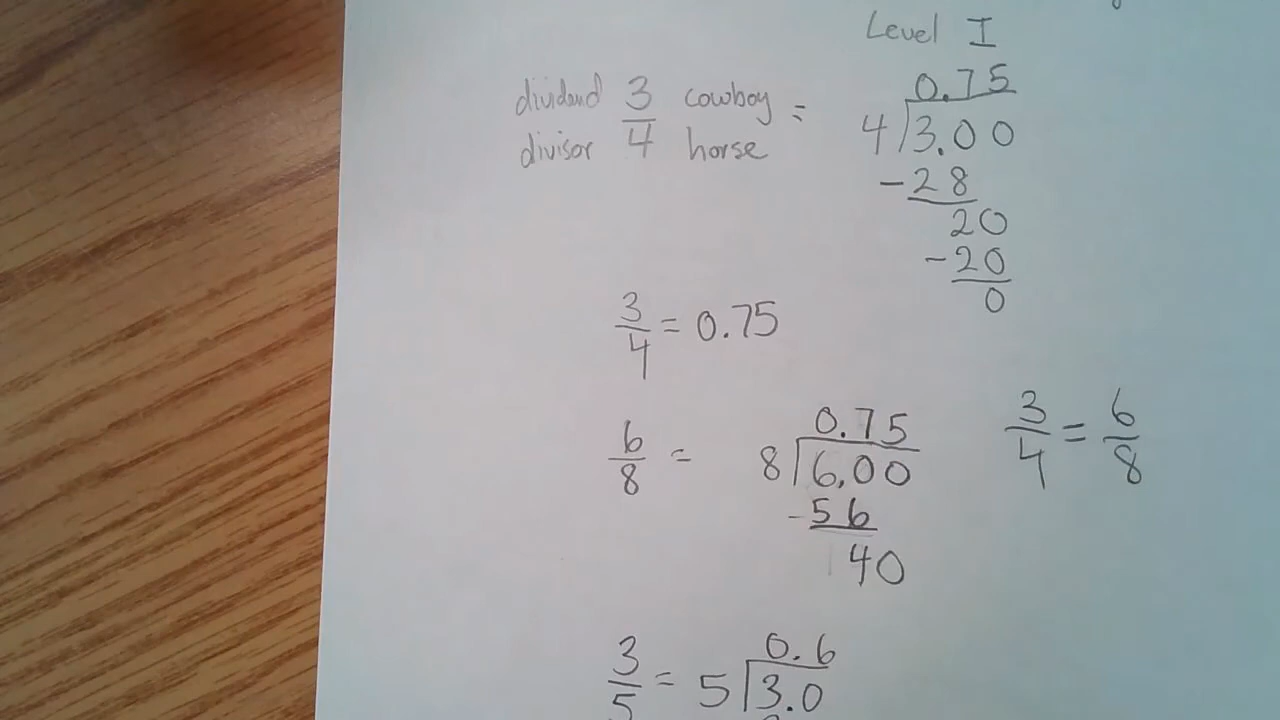 Level I
dividend 3 cowboy =
divisor 4 horse
0.75
4 3.00
-28
20
-20
0
3/4 = 0.75
6/8 =
0.75
8 6.00
-56
40
3/4 = 6/8
3/5 =
0.6
5 3.0